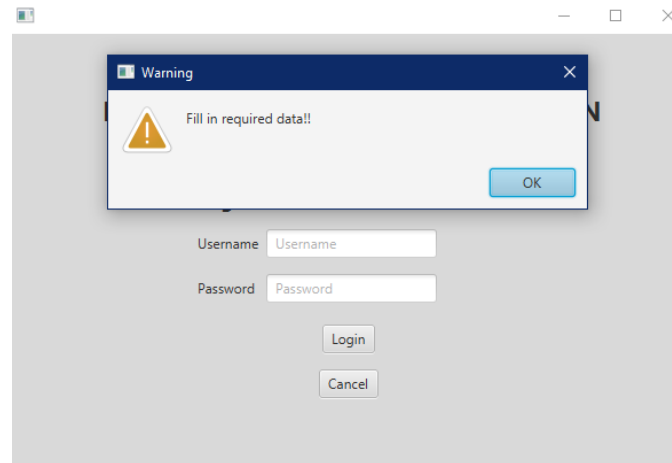 Warning
Fill in required data!!
OK
Username Username
Password Password
Login
Cancel